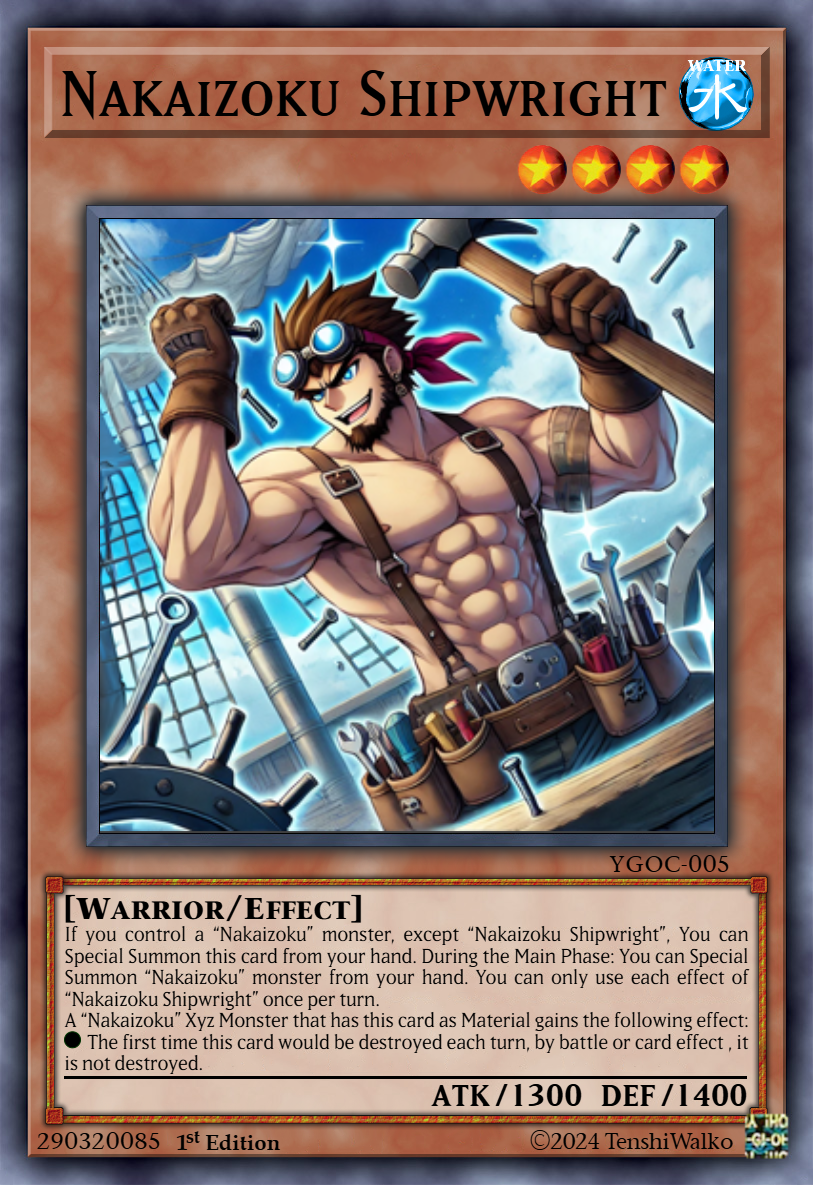 Nakaizoku Shipwright
WATER
水
YGOC-005
[Warrior/Effect]
If you control a “Nakaizoku” monster, except “Nakaizoku Shipwright”, You can
Special Summon this card from your hand. During the Main Phase: You can Special
Summon “Nakaizoku” monster from your hand. You can only use each effect of
“Nakaizoku Shipwright” once per turn.
A “Nakaizoku” Xyz Monster that has this card as Material gains the following effect:
● The first time this card would be destroyed each turn, by battle or card effect , it
is not destroyed.
ATK/1300 DEF/1400
290320085 1st Edition ©2024 TenshiWalko